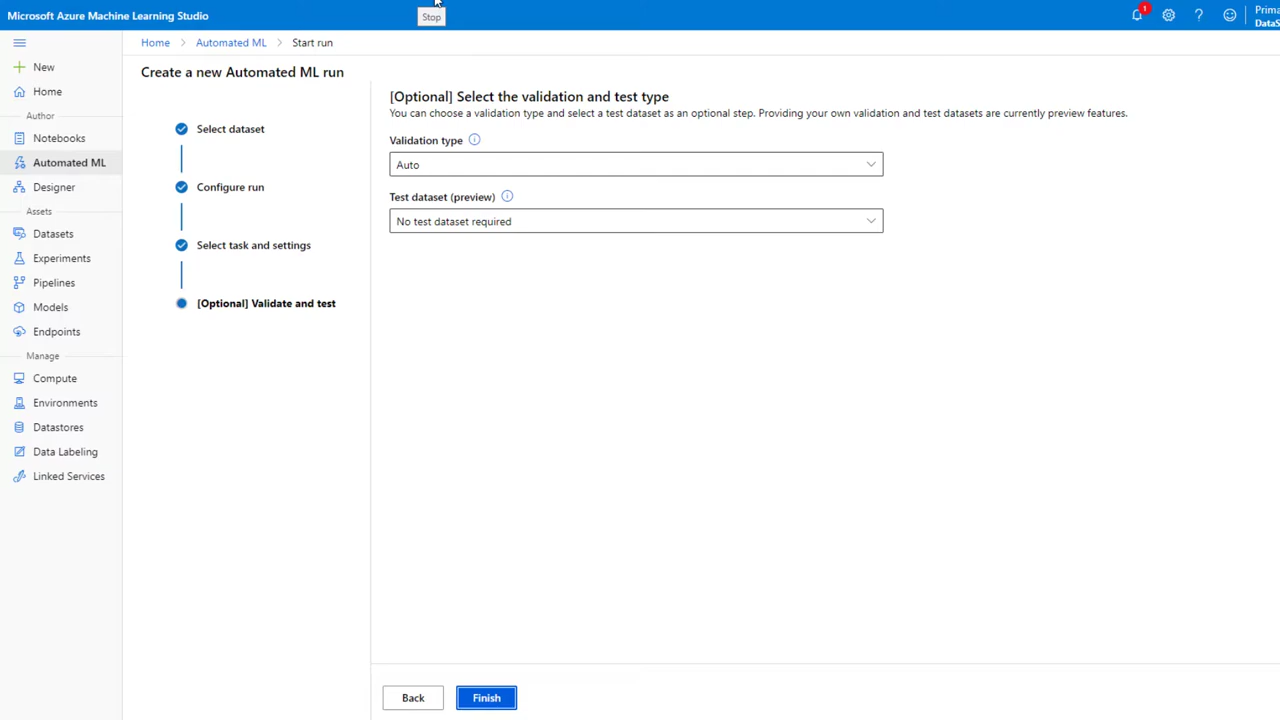 Microsoft Azure Machine Learning Studio
Stop
1
Prima
DataS
Home
Automated ML
Start run
New
Home
Author
Notebooks
Automated ML
Designer
Assets
Datasets
Experiments
Pipelines
Models
Endpoints
Manage
Compute
Environments
Datastores
Data Labeling
Linked Services
Create a new Automated ML run
Select dataset
Configure run
Select task and settings
[Optional] Validate and test
[Optional] Select the validation and test type
You can choose a validation type and select a test dataset as an optional step. Providing your own validation and test datasets are currently preview features.
Validation type
Auto
Test dataset (preview)
No test dataset required
Back
Finish